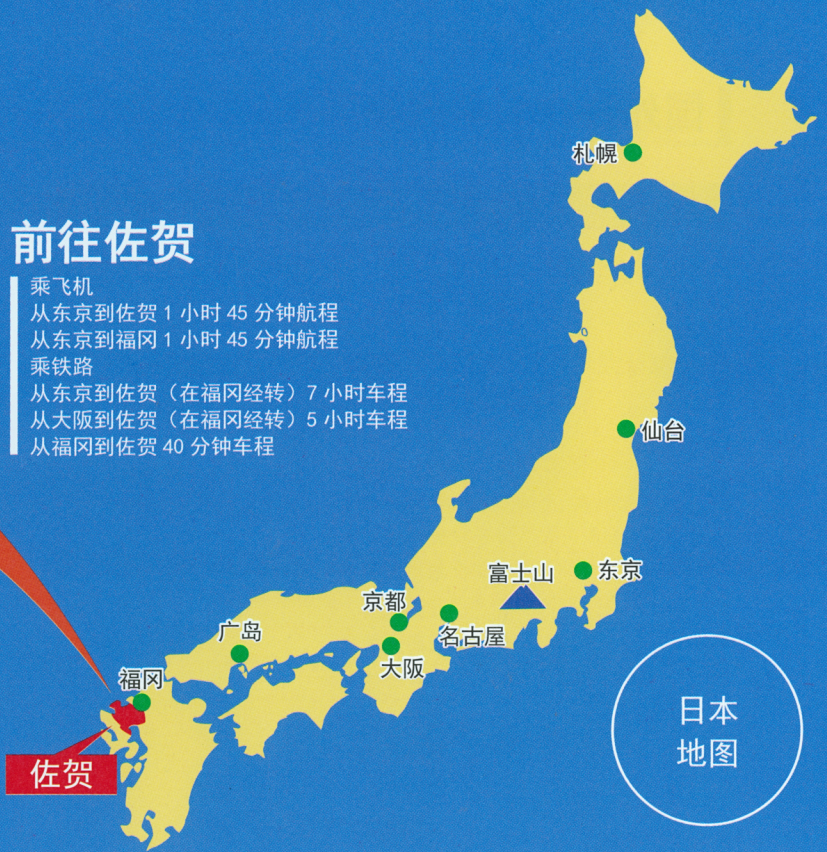 札幌
前往佐贺
乘飞机
从东京到佐贺 1 小时 45 分钟航程
从东京到福冈 1 小时 45 分钟航程
乘铁路
从东京到佐贺（在福冈经转）7 小时车程
从大阪到佐贺（在福冈经转）5 小时车程
从福冈到佐贺 40 分钟车程
仙台
富士山
东京
京都
名古屋
广岛
大阪
福冈
佐贺
日本
地图